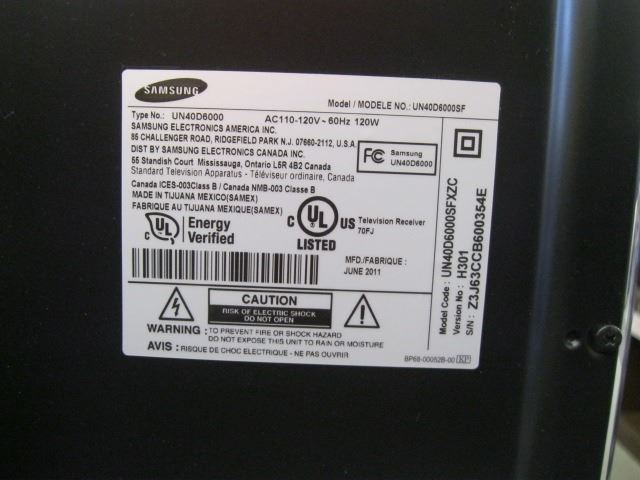 SAMSUNG
Model / MODELE NO.: UN40D6000SF
Type No.: UN40D6000 AC110-120V ~ 60Hz 120W
SAMSUNG ELECTRONICS AMERICA INC.
85 CHALLENGER ROAD, RIDGEFIELD PARK N.J. 07660-2112, U.S.A
DIST BY SAMSUNG ELECTRONICS CANADA INC.
55 Standish Court Mississauga, Ontario L5R 4B2 Canada
Standard Television Apparatus - Téléviseur ordinaire, Canada
Canada ICES-003Class B / Canada NMB-003 Classe B
MADE IN TIJUANA MEXICO(SAMEX)
FABRIQUE AU TIJUANA MEXIQUE(SAMEX)
FC Samsung
UN40D6000
C UL Energy
Verified
C UL US
LISTED
Television Receiver
70FJ
MFD./FABRIQUE :
JUNE 2011
CAUTION
RISK OF ELECTRIC SHOCK
DO NOT OPEN
WARNING : TO PREVENT FIRE OR SHOCK HAZARD
DO NOT EXPOSE THIS UNIT TO RAIN OR MOISTURE
AVIS : RISQUE DE CHOC ELECTRIQUE - NE PAS OUVRIR
BP68-00052B-00 KP
Model Code : UN40D6000SFXZC
Version No : H301
S/N : Z3J63CCB600354E